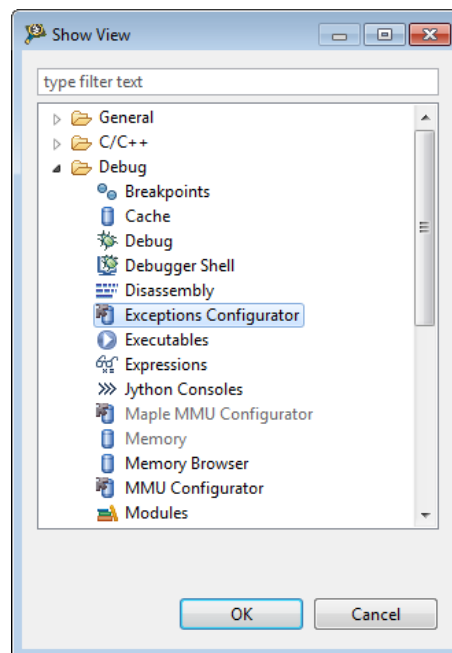 Show View
type filter text
General
C/C++
Debug
Breakpoints
Cache
Debug
Debugger Shell
Disassembly
Exceptions Configurator
Executables
Expressions
Jython Consoles
Maple MMU Configurator
Memory
Memory Browser
MMU Configurator
Modules
OK Cancel